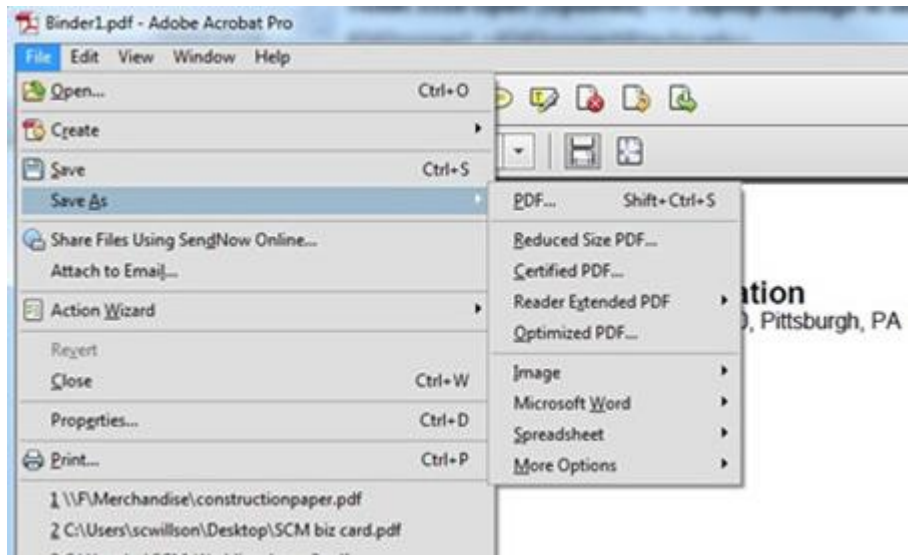 Binder1.pdf - Adobe Acrobat Pro
File Edit View Window Help
Open... Ctrl+O
Create
Save Ctrl+S
Save As
Share Files Using SendNow Online...
Attach to Email...
Action Wizard
Revert
Close Ctrl+W
Properties... Ctrl+D
Print... Ctrl+P
1 \\F\Merchandise\constructionpaper.pdf
2 C:\Users\scwillson\Desktop\SCM biz card.pdf
PDF... Shift+Ctrl+S
Reduced Size PDF...
Certified PDF...
Reader Extended PDF
Optimized PDF...
Image
Microsoft Word
Spreadsheet
More Options
ation
0, Pittsburgh, PA